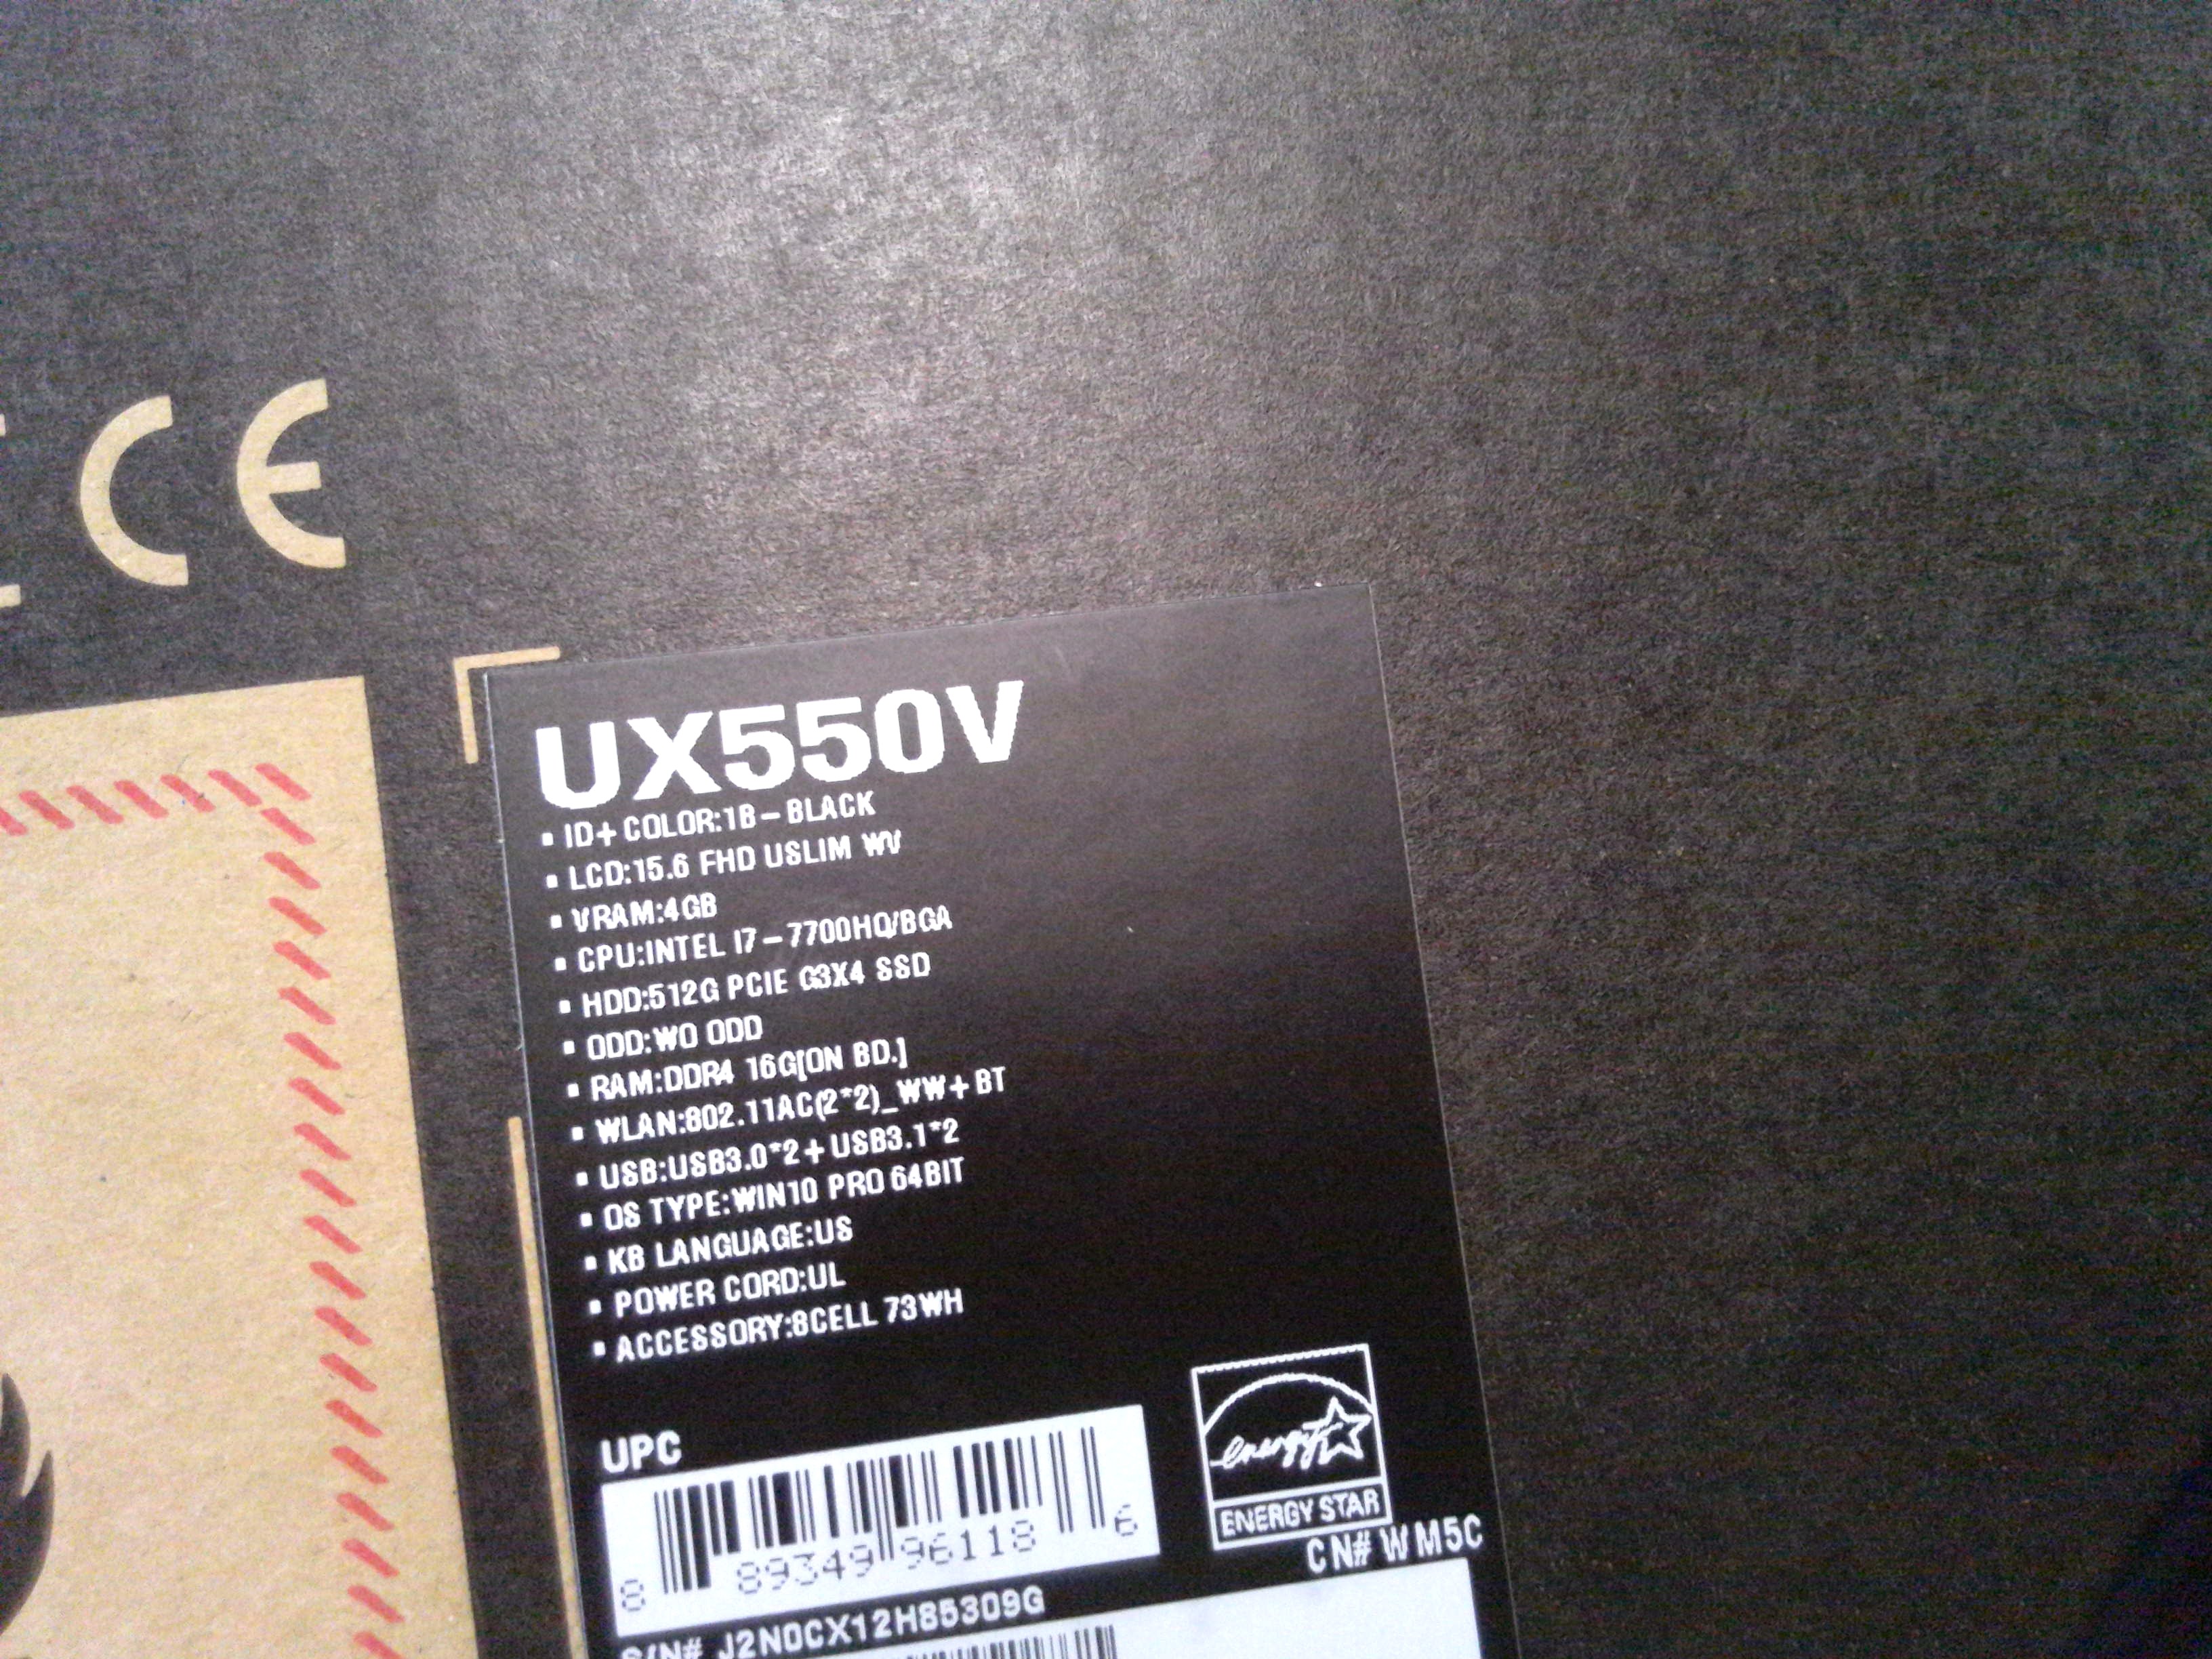 CE
UX550V
▪ ID+ COLOR:1B-BLACK
▪ LCD:15.6 FHD USLIM WV
▪ VRAM:4GB
▪ CPU:INTEL I7-7700HQ/BGA
▪ HDD:512G PCIE G3X4 SSD
▪ ODD:WO ODD
▪ RAM:DDR4 16G[ON BD.]
▪ WLAN:802.11AC(2*2)_WW+BT
▪ USB:USB3.0*2+USB3.1*2
▪ OS TYPE:WIN10 PRO 64BIT
▪ KB LANGUAGE:US
▪ POWER CORD:UL
▪ ACCESSORY:8CELL 73WH
UPC
8 89349 96118 6
energy
ENERGY STAR
CN# WM5C
S/N# J2N0CX12H85309G